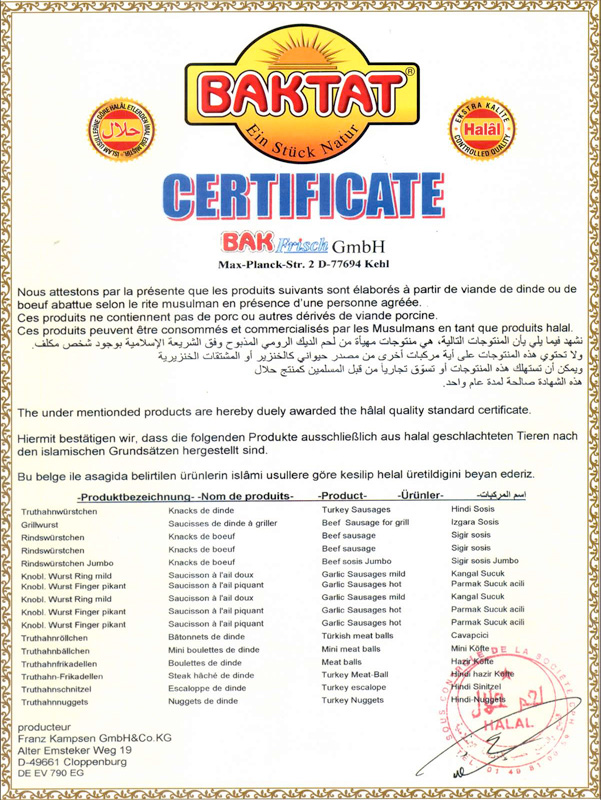 BAKTAT®
Ein Stück Natur
حلال
EKSTRA KALITE
Halâl
CONTROLLED QUALITY
CERTIFICATE
BAK Frisch GmbH
Max-Planck-Str. 2 D-77694 Kehl
Nous attestons par la présente que les produits suivants sont élaborés à partir de viande de dinde ou de
boeuf abattue selon le rite musulman en présence d'une personne agréée.
Ces produits ne contiennent pas de porc ou autres dérivés de viande porcine.
Ces produits peuvent être consommés et commercialisés par les Musulmans en tant que produits halal.
نشهد فيما يلي بأن المنتوجات التالية، هي منتوجات مهيأة من لحم الديك الرومي المذبوح وفق الشريعة الإسلامية بوجود شخص مكلف.
ولا تحتوي هذه المنتوجات على أية مركبات أخرى من مصدر حيواني كالخنزير أو المشتقات الخنزيرية
ويمكن أن تستهلك هذه المنتوجات أو تسوّق تجارياً من قبل المسلمين كمنتج حلال
هذه الشهادة صالحة لمدة عام واحد.
The under mentionted products are hereby duely awarded the hâlal quality standard certificate.
Hiermit bestätigen wir, dass die folgenden Produkte ausschließlich aus halal geschlachteten Tieren nach
den islamischen Grundsätzen hergestellt sind.
Bu belge ile asagida belirtilen ürünlerin islâmi usullere göre kesilip helal üretildigini beyan ederiz.
-Produktbezeichnung- -Nom de produits- -Product- -Ürünler- اسم المركبات-
Truthahnwürstchen Knacks de dinde Turkey Sausages Hindi Sosis
Grillwurst Saucisses de dinde à griller Beef Sausage for grill Izgara Sosis
Rindswürstchen Knacks de boeuf Beef sausage Sigir sosis
Rindswürstchen Knacks de boeuf Beef sausage Sigir sosis
Rindswürstchen Jumbo Knacks de boeuf Beef sosis Jumbo Sigir sosis Jumbo
Knobl. Wurst Ring mild Saucisson à l'ail doux Garlic Sausages mild Kangal Sucuk
Knobl. Wurst Finger pikant Saucisson à l'ail piquant Garlic Sausages hot Parmak Sucuk acili
Knobl. Wurst Ring mild Saucisson à l'ail doux Garlic Sausages mild Kangal Sucuk
Knobl. Wurst Finger pikant Saucisson à l'ail piquant Garlic Sausages hot Parmak Sucuk acili
Knobl. Wurst Finger pikant Saucisson à l'ail piquant Garlic Sausages hot Parmak Sucuk acili
Truthahnröllchen Bâtonnets de dinde Türkish meat balls Cavapcici
Truthahnbällchen Mini boulettes de dinde Mini meat balls Mini Köfte
Truthahnfrikadellen Boulettes de dinde Meat balls Hazir Köfte
Truthahn-Frikadellen Steak hâché de dinde Turkey Meat-Ball Hindi hazir Köfte
Truthahnschnitzel Escaloppe de dinde Turkey escalope Hindi Sinitzel
Truthahnnuggets Nuggets de dinde Turkey Nuggets Hindi-Nuggets
SOUS CONTROLE DE LA SOCIETE
HALAL
producteur
Franz Kampsen GmbH&Co.KG
Alter Emsteker Weg 19
D-49661 Cloppenburg
DE EV 790 EG